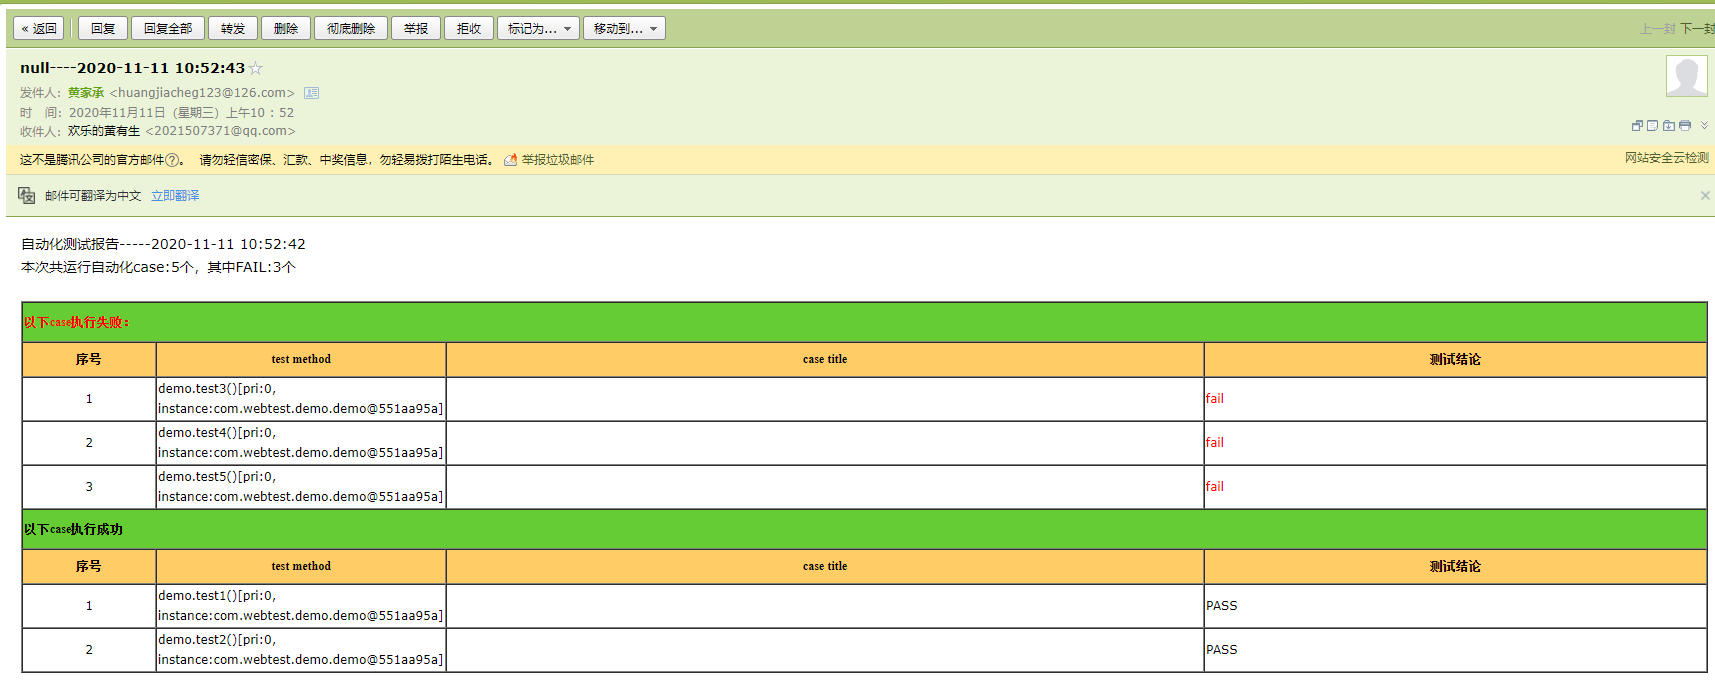 « 返回 回复 回复全部 转发 删除 彻底删除 举报 拒收 标记为... 移动到... 上一封 下一封
null----2020-11-11 10:52:43
发件人：黄家承 <huangjiacheg123@126.com>
时 间：2020年11月11日（星期三）上午10：52
收件人：欢乐的黄有生 <2021507371@qq.com>
这不是腾讯公司的官方邮件?。 请勿轻信密保、汇款、中奖信息，勿轻易拨打陌生电话。 举报垃圾邮件 网站安全云检测
邮件可翻译为中文 立即翻译
自动化测试报告-----2020-11-11 10:52:42
本次共运行自动化case:5个，其中FAIL:3个
以下case执行失败：
序号 test method case title 测试结论
1 demo.test3()[pri:0, instance:com.webtest.demo.demo@551aa95a] fail
2 demo.test4()[pri:0, instance:com.webtest.demo.demo@551aa95a] fail
3 demo.test5()[pri:0, instance:com.webtest.demo.demo@551aa95a] fail
以下case执行成功
序号 test method case title 测试结论
1 demo.test1()[pri:0, instance:com.webtest.demo.demo@551aa95a] PASS
2 demo.test2()[pri:0, instance:com.webtest.demo.demo@551aa95a] PASS